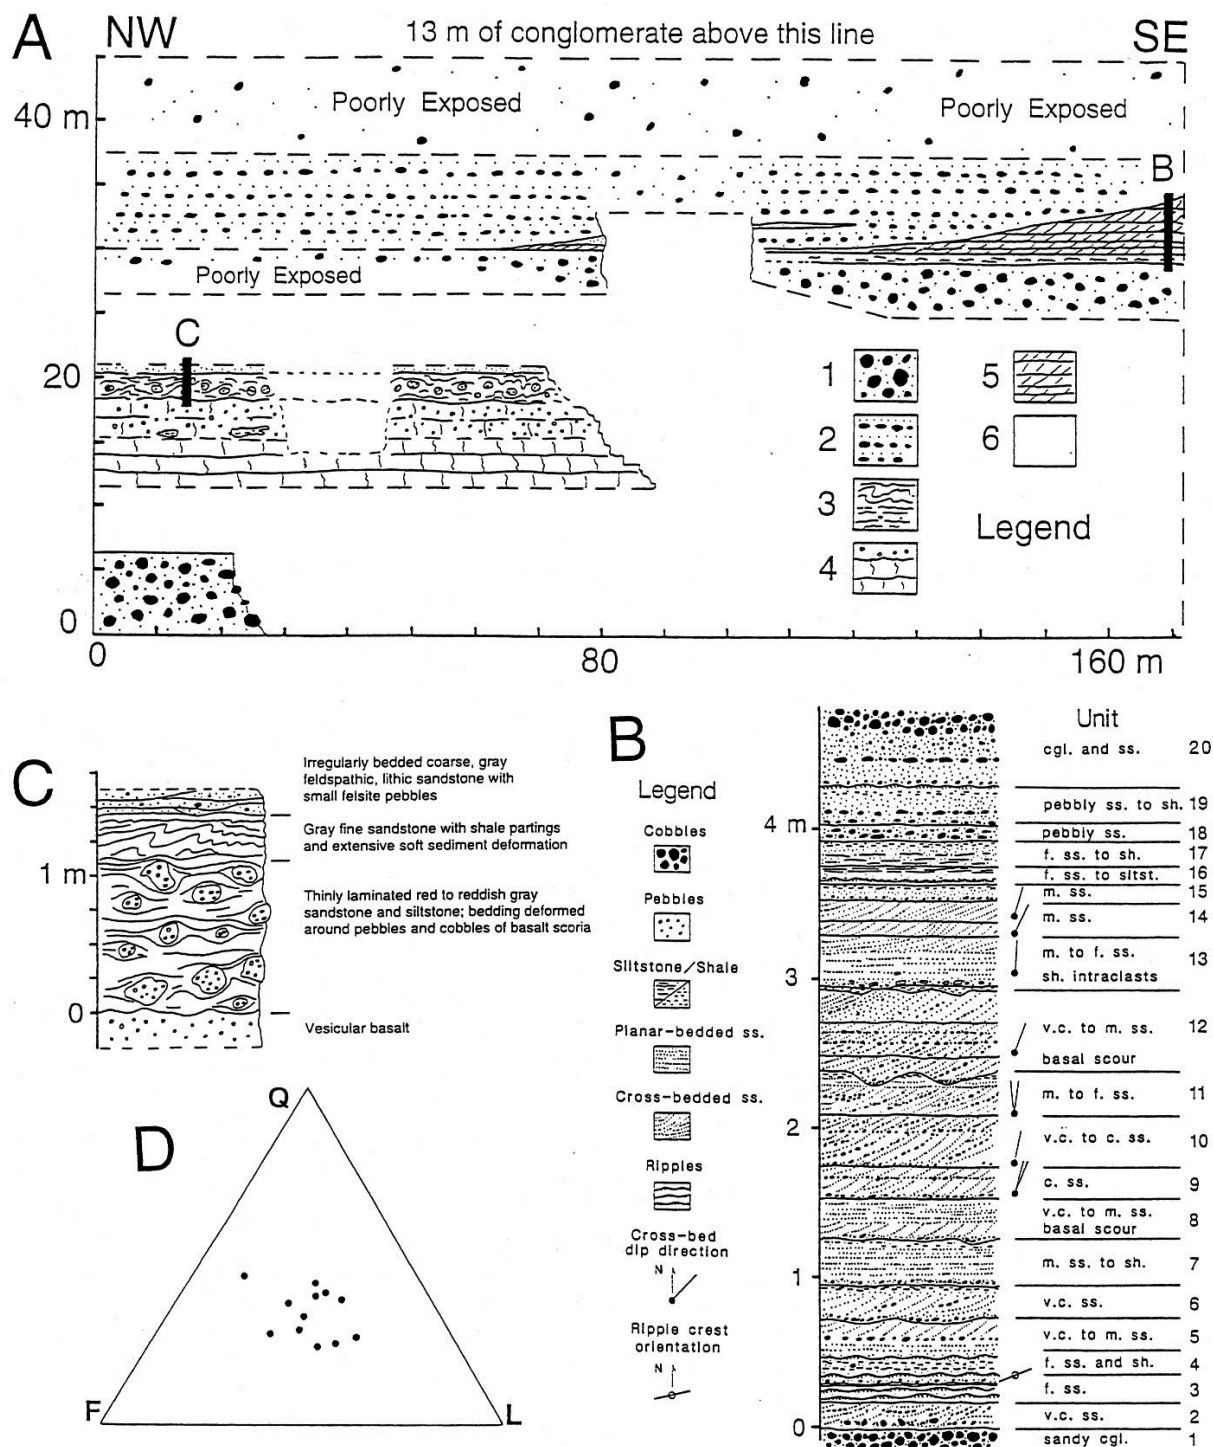 A
NW
13 m of conglomerate above this line
SE
40 m
Poorly Exposed
Poorly Exposed
B
Poorly Exposed
C
20
1
5
2
6
3
Legend
4
0
0
80
160 m
C
Irregularly bedded coarse, gray
feldspathic, lithic sandstone with
small felsite pebbles
Gray fine sandstone with shale partings
and extensive soft sediment deformation
1 m
Thinly laminated red to reddish gray
sandstone and siltstone; bedding deformed
around pebbles and cobbles of basalt scoria
0
Vesicular basalt
D
Q
F
L
B
Legend
Cobbles
Pebbles
Siltstone/Shale
Planar-bedded ss.
Cross-bedded ss.
Ripples
Cross-bed
dip direction
N
Ripple crest
orientation
N
4 m
3
2
1
0
Unit
cgl. and ss. 20
pebbly ss. to sh. 19
pebbly ss. 18
f. ss. to sh. 17
f. ss. to sltst. 16
m. ss. 15
m. ss. 14
m. to f. ss. 13
sh. intraclasts
v.c. to m. ss. 12
basal scour
m. to f. ss. 11
v.c. to c. ss. 10
c. ss. 9
v.c. to m. ss. 8
basal scour
m. ss. to sh. 7
v.c. ss. 6
v.c. to m. ss. 5
f. ss. and sh. 4
f. ss. 3
v.c. ss. 2
sandy cgl. 1